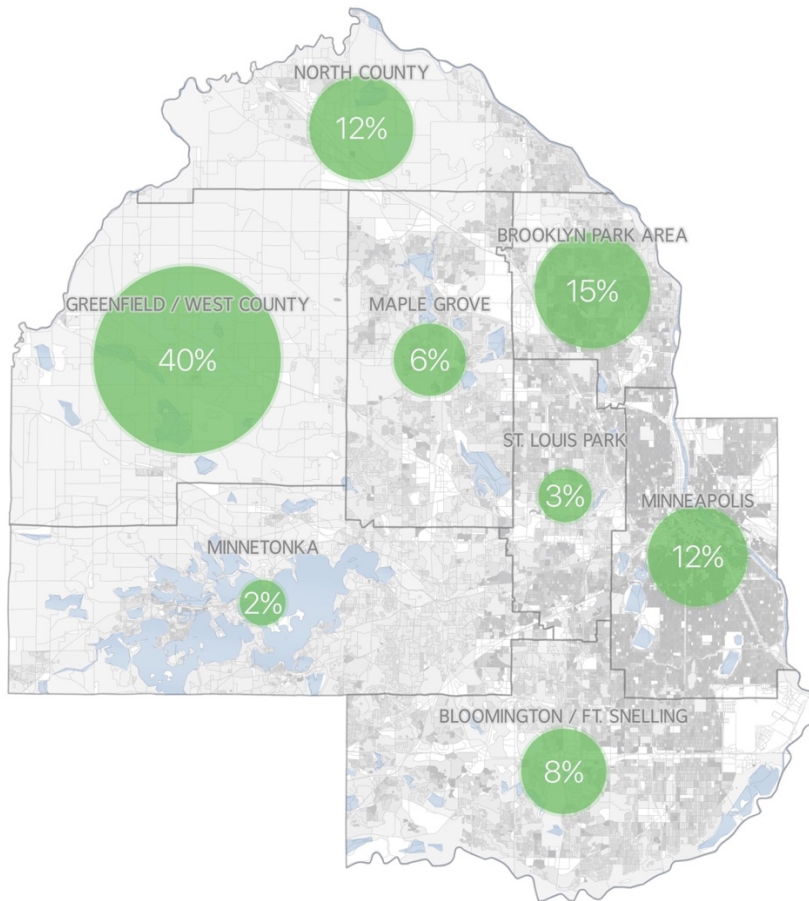 NORTH COUNTY
12%
BROOKLYN PARK AREA
15%
GREENFIELD / WEST COUNTY
40%
MAPLE GROVE
6%
ST. LOUIS PARK
3%
MINNEAPOLIS
12%
MINNETONKA
2%
BLOOMINGTON / FT. SNELLING
8%